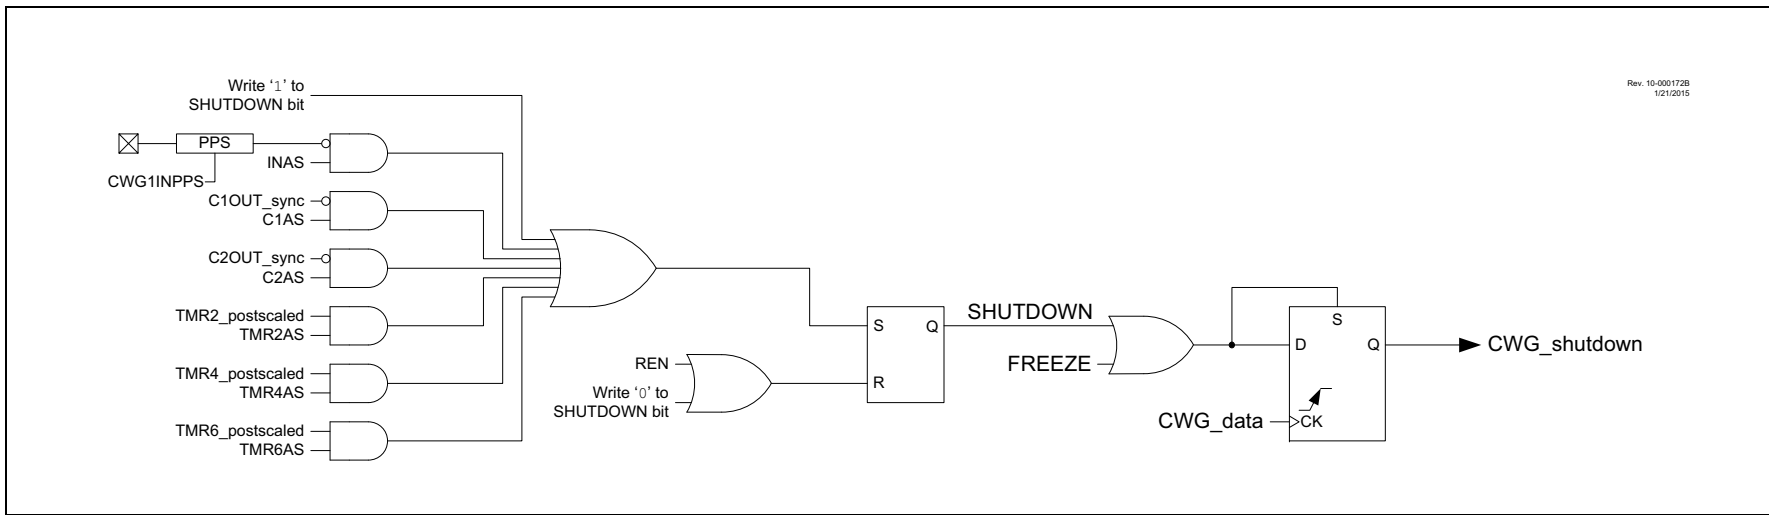 Write ‘1’ to
SHUTDOWN bit
Rev. 10-000172B
1/21/2015
PPS
INAS
CWG1INPPS
C1OUT_sync
C1AS
C2OUT_sync
C2AS
TMR2_postscaled
TMR2AS
TMR4_postscaled
TMR4AS
TMR6_postscaled
TMR6AS
REN
Write ‘0’ to
SHUTDOWN bit
S
Q
R
SHUTDOWN
FREEZE
S
D
Q
CWG_data
CK
CWG_shutdown